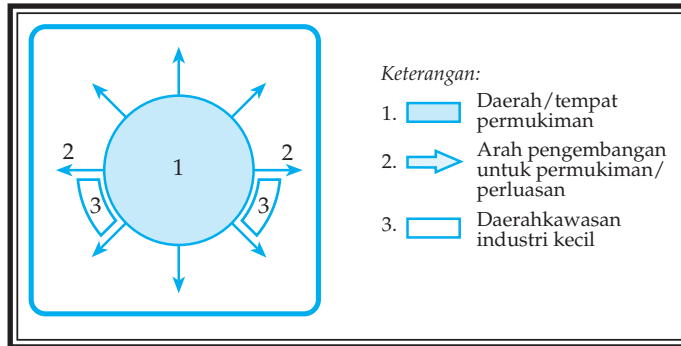 2
1
2
3
3
Keterangan:
1. Daerah/tempat
permukiman
2. Arah pengembangan
untuk permukiman/
perluasan
3. Daerahkawasan
industri kecil